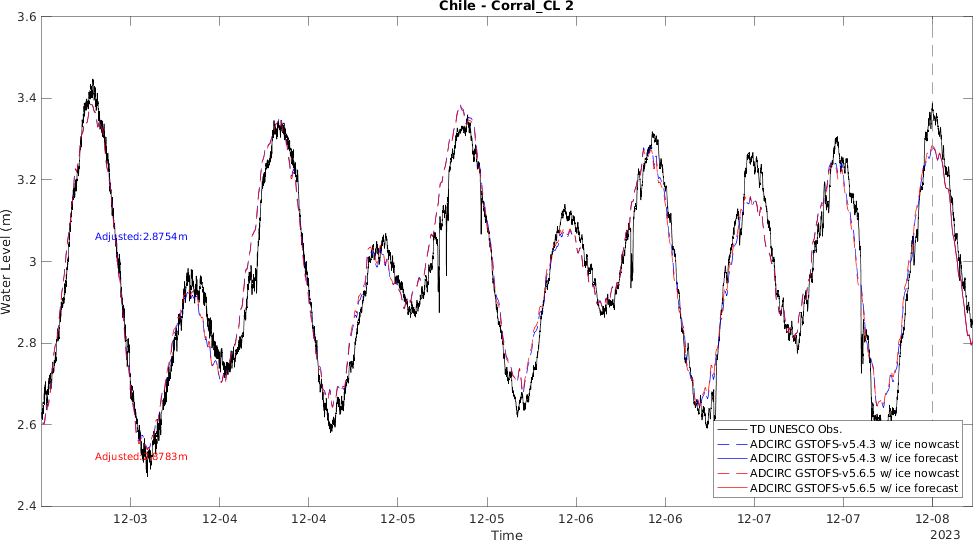 Chile - Corral_CL 2
3.6
3.4
3.2
3
2.8
2.6
2.4
Water Level (m)
Adjusted:2.8754m
Adjusted:2.8783m
TD UNESCO Obs.
ADCIRC GSTOFS-v5.4.3 w/ ice nowcast
ADCIRC GSTOFS-v5.4.3 w/ ice forecast
ADCIRC GSTOFS-v5.6.5 w/ ice nowcast
ADCIRC GSTOFS-v5.6.5 w/ ice forecast
12-03 12-04 12-04 12-05 12-05 12-06 12-06 12-07 12-07 12-08
2023
Time